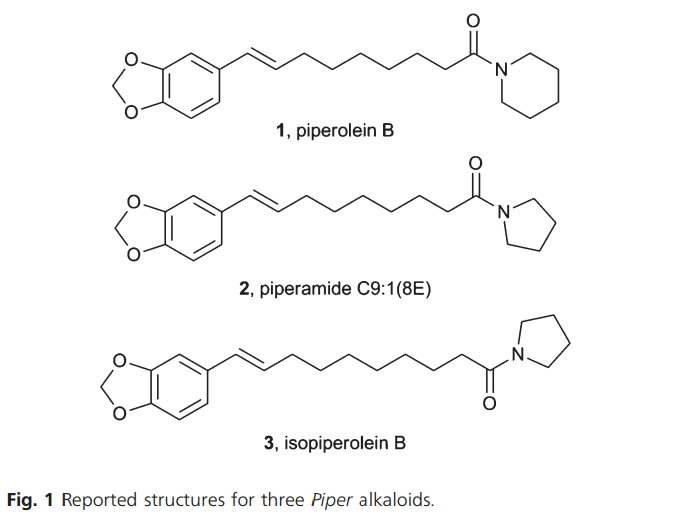 O
O
N
O
1, piperolein B
O
O
N
O
2, piperamide C9:1(8E)
O
N
O
O
3, isopiperolein B
Fig. 1 Reported structures for three Piper alkaloids.